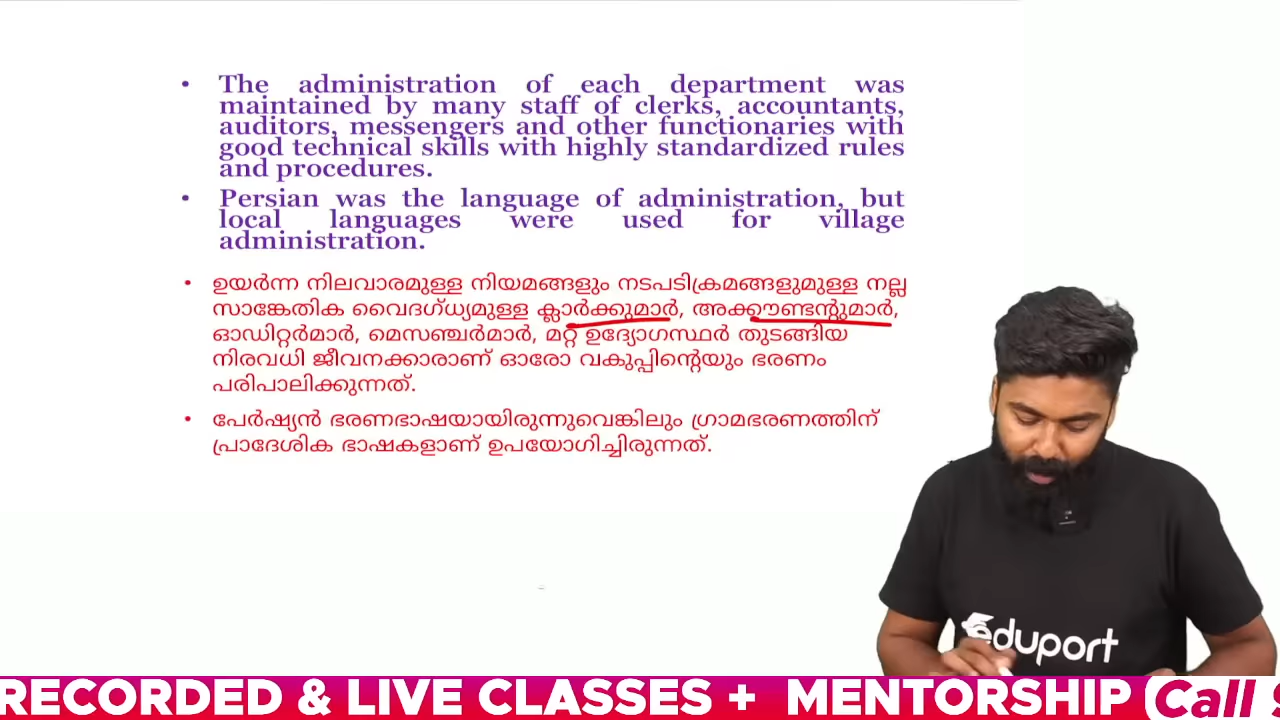 • The administration of each department was
maintained by many staff of clerks, accountants,
auditors, messengers and other functionaries with
good technical skills with highly standardized rules
and procedures.
• Persian was the language of administration, but
local languages were used for village
administration.
• ഉയർന്ന നിലവാരമുള്ള നിയമങ്ങളും നടപടിക്രമങ്ങളുമുള്ള നല്ല
സാങ്കേതിക വൈദഗ്ധ്യമുള്ള ക്ലാർക്കുമാർ, അക്കൗണ്ടന്റുമാർ,
ഓഡിറ്റർമാർ, മെസഞ്ചർമാർ, മറ്റ് ഉദ്യോഗസ്ഥർ തുടങ്ങിയ
നിരവധി ജീവനക്കാരാണ് ഓരോ വകുപ്പിന്റെയും ഭരണം
പരിപാലിക്കുന്നത്.
• പേർഷ്യൻ ഭരണഭാഷയായിരുന്നുവെങ്കിലും ഗ്രാമഭരണത്തിന്
പ്രാദേശിക ഭാഷകളാണ് ഉപയോഗിച്ചിരുന്നത്.
eduport
RECORDED & LIVE CLASSES + MENTORSHIP (Call